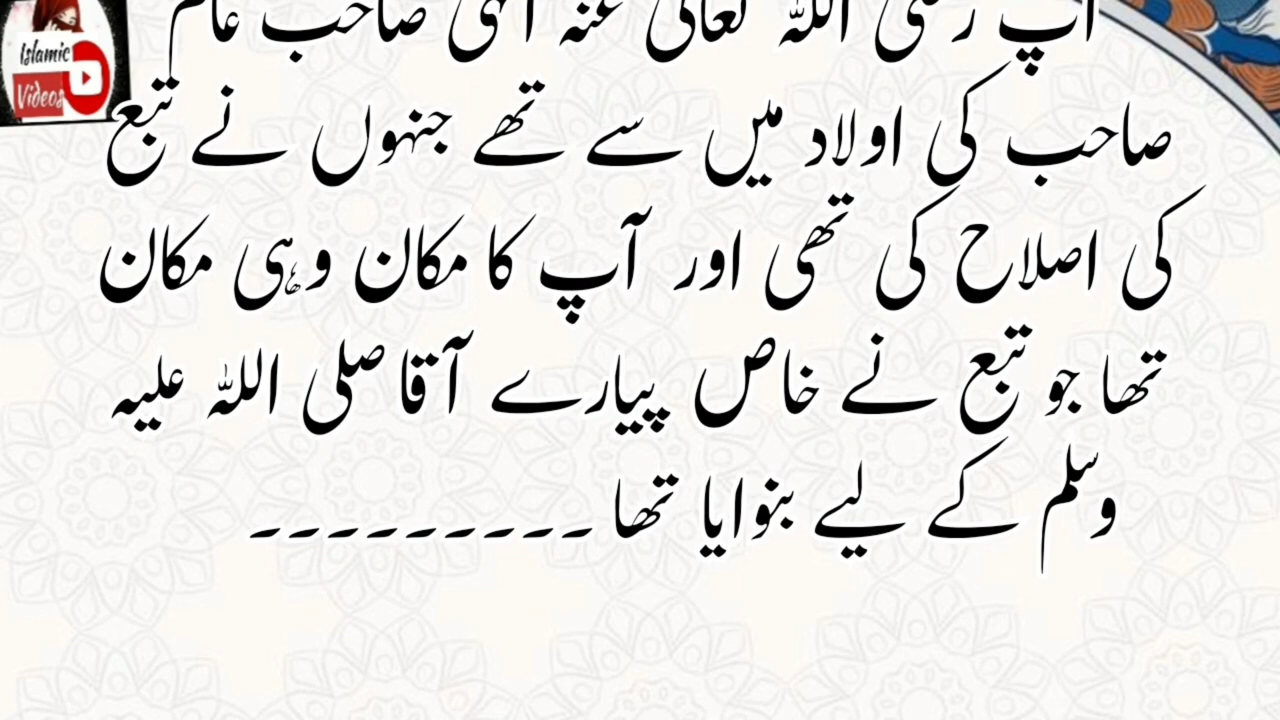 آپ رضی اللہ تعالی عنہ انہی صاحب عالم
صاحب کی اولاد میں سے تھے جنہوں نے تبع
کی اصلاح کی تھی اور آپ کا مکان وہی مکان
تھا جو تبع نے خاص پیارے آقا صلی اللہ علیہ
وسلم کے لیے بنوایا تھا ۔۔۔۔۔۔۔۔۔
Islamic
Videos